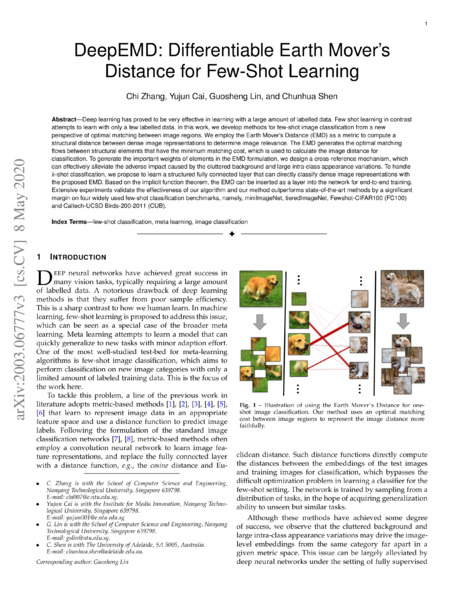 1
DeepEMD: Differentiable Earth Mover's
Distance for Few-Shot Learning
Chi Zhang, Yujun Cai, Guosheng Lin, and Chunhua Shen
Abstract—Deep learning has proved to be very effective in learning with a large amount of labelled data. Few shot learning in contrast
attempts to learn with only a few labelled data. In this work, we develop methods for few-shot image classification from a new
perspective of optimal matching between image regions. We employ the Earth Mover's Distance (EMD) as a metric to compute a
structural distance between dense image representations to determine image relevance. The EMD generates the optimal matching
flows between structural elements that have the minimum matching cost, which is used to calculate the image distance for
classification. To generate the important weights of elements in the EMD formulation, we design a cross-reference mechanism, which
can effectively alleviate the adverse impact caused by the cluttered background and large intra-class appearance variations. To handle
k-shot classification, we propose to learn a structured fully connected layer that can directly classify dense image representations with
the proposed EMD. Based on the implicit function theorem, the EMD can be inserted as a layer into the network for end-to-end training.
Extensive experiments validate the effectiveness of our algorithm and our method outperforms state-of-the-art methods by a significant
margin on four widely used few-shot classification benchmarks, namely, miniImageNet, tieredImageNet, Fewshot-CIFAR100 (FC100)
and Caltech-UCSD Birds-200-2011 (CUB).
Index Terms—few-shot classification, meta learning, image classification
arXiv:2003.06777v3 [cs.CV] 8 May 2020
1 INTRODUCTION
DEEP neural networks have achieved great success in
many vision tasks, typically requiring a large amount
of labelled data. A notorious drawback of deep learning
methods is that they suffer from poor sample efficiency.
This is a sharp contrast to how we human learn. In machine
learning, few-shot learning is proposed to address this issue,
which can be seen as a special case of the broader meta
learning. Meta learning attempts to learn a model that can
quickly generalize to new tasks with minor adaption effort.
One of the most well-studied test-bed for meta-learning
algorithms is few-shot image classification, which aims to
perform classification on new image categories with only a
limited amount of labeled training data. This is the focus of
the work here.
To tackle this problem, a line of the previous work in
literature adopts metric-based methods [1], [2], [3], [4], [5],
[6] that learn to represent image data in an appropriate
feature space and use a distance function to predict image
labels. Following the formulation of the standard image
classification networks [7], [8], metric-based methods often
employ a convolution neural network to learn image fea-
ture representations, and replace the fully connected layer
with a distance function, e.g., the cosine distance and Eu-
• C. Zhang is with the School of Computer Science and Engineering,
Nanyang Technological University, Singapore 639798.
E-mail: chi007@e.ntu.edu.sg.
• Yujun Cai is with the Institute for Media Innovation, Nanyang Techno-
logical University, Singapore 639798.
E-mail: yujun001@e.ntu.edu.sg
• G. Lin is with the School of Computer Science and Engineering, Nanyang
Technological University, Singapore 639798.
E-mail: gslin@ntu.edu.sg.
• C. Shen is with The University of Adelaide, SA 5005, Australia.
E-mail: chunhua.shen@adelaide.edu.au.
Corresponding author: Guosheng Lin
Fig. 1 – Illustration of using the Earth Mover's Distance for one-
shot image classification. Our method uses an optimal matching
cost between image regions to represent the image distance more
faithfully.
clidean distance. Such distance functions directly compute
the distances between the embeddings of the test images
and training images for classification, which bypasses the
difficult optimization problem in learning a classifier for the
few-shot setting. The network is trained by sampling from a
distribution of tasks, in the hope of acquiring generalization
ability to unseen but similar tasks.
Although these methods have achieved some degree
of success, we observe that the cluttered background and
large intra-class appearance variations may drive the image-
level embeddings from the same category far apart in a
given metric space. This issue can be largely alleviated by
deep neural networks under the setting of fully supervised